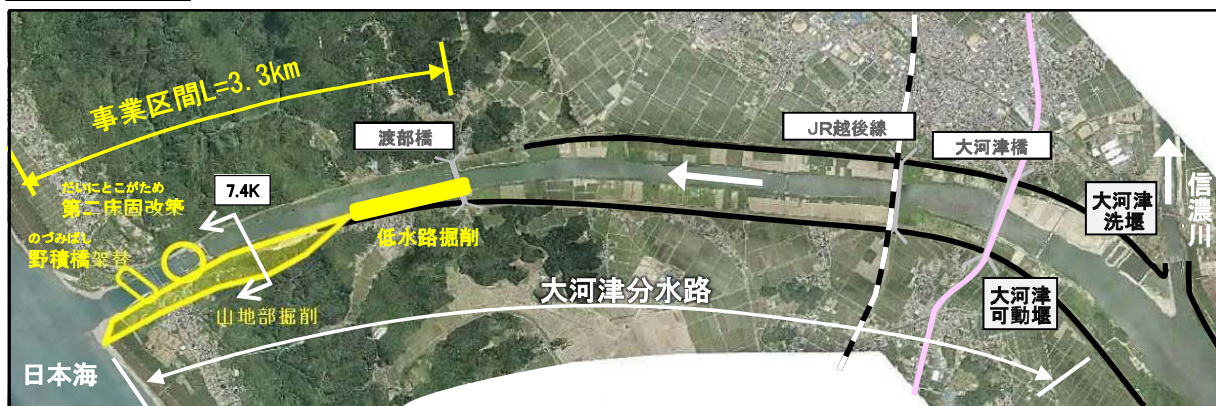 事業区間L=3.3km
渡部橋
JR越後線
大河津橋
だいにとこがため
第二床固改築
7.4K
のづみばし
野積橋架替
低水路掘削
山地部掘削
大河津
洗堰
信濃川
大河津
可動堰
大河津分水路
日本海